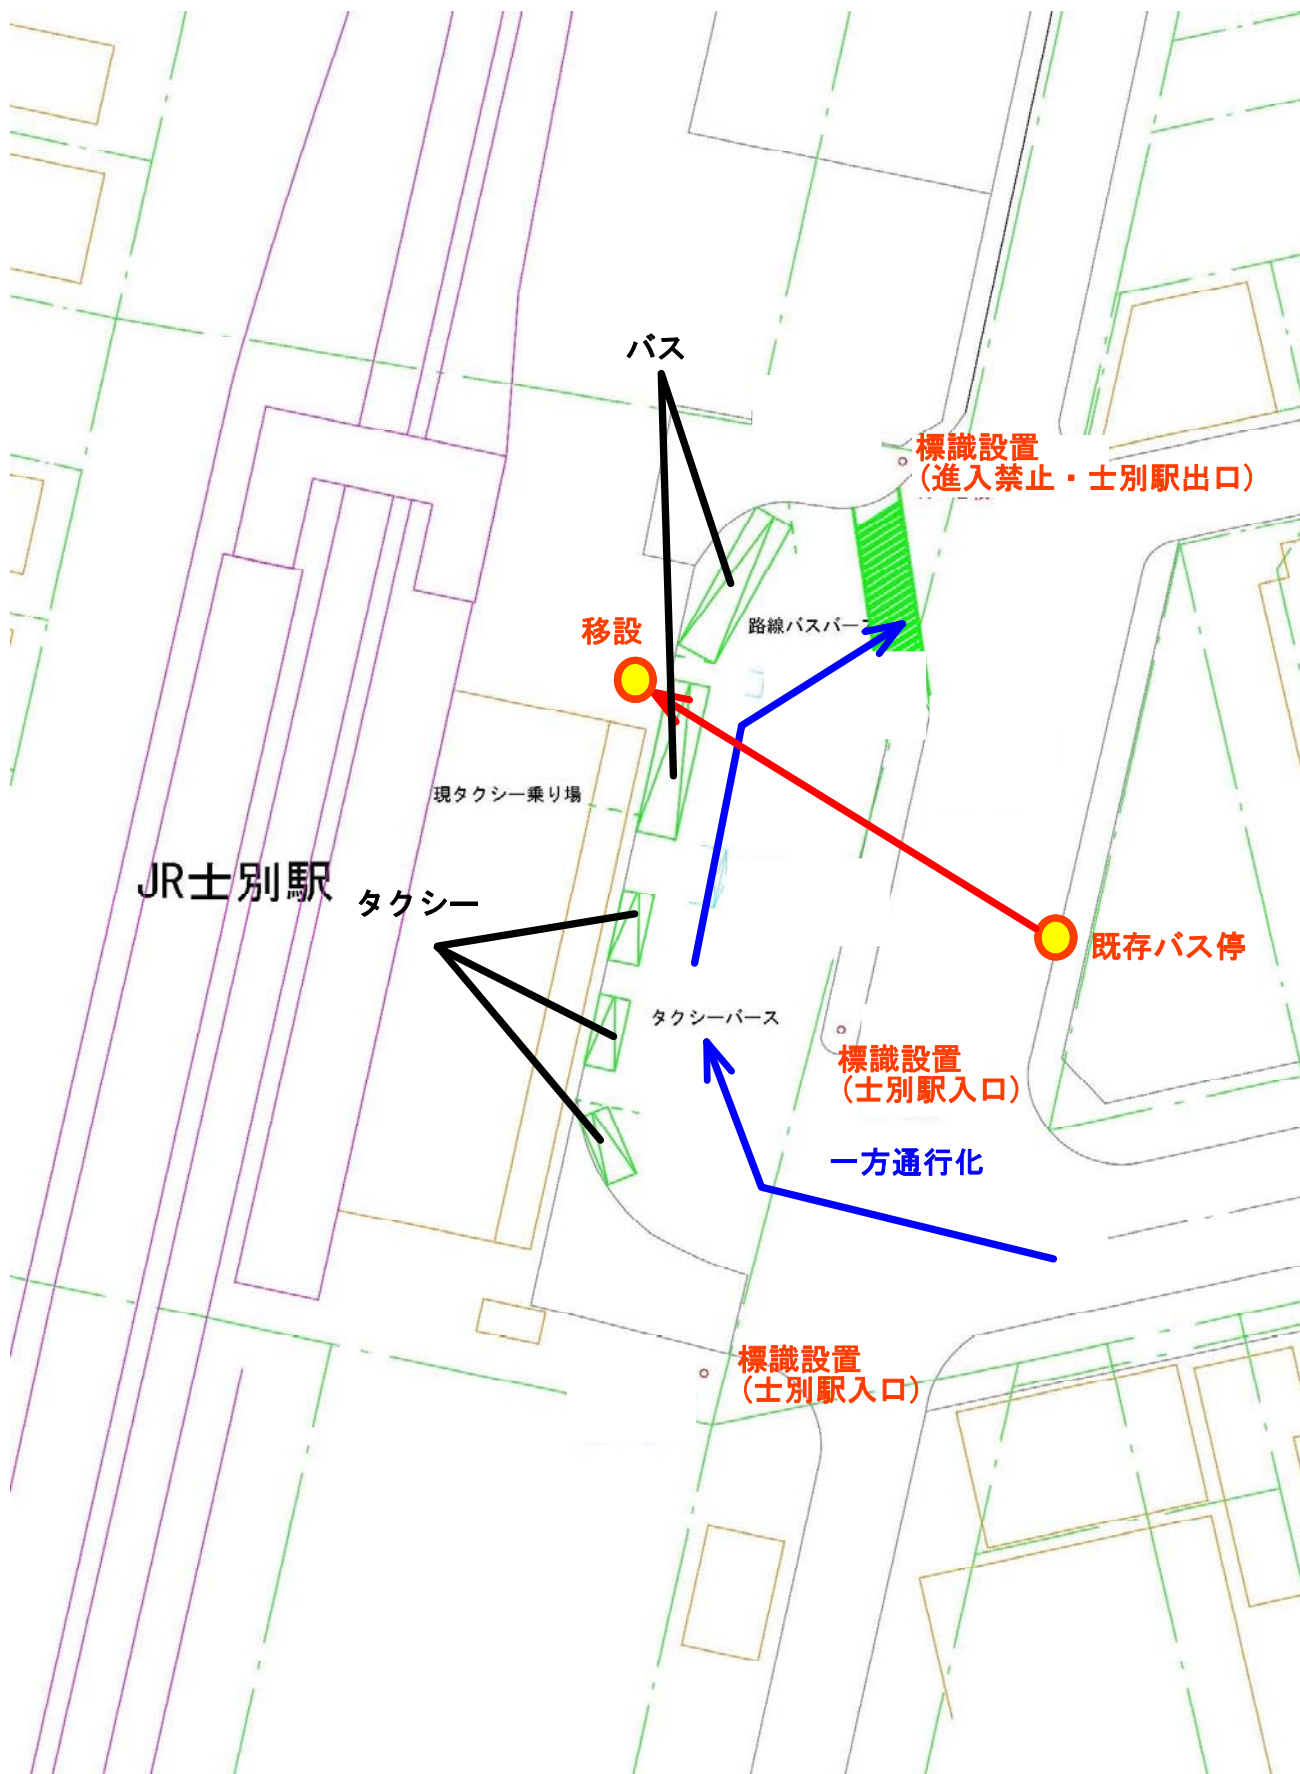 バス
標識設置
(進入禁止・士別駅出口)
移設
路線バスバー
現タクシー乗り場
JR士別駅
タクシー
既存バス停
タクシーバース
標識設置
(士別駅入口)
一方通行化
標識設置
(士別駅入口)